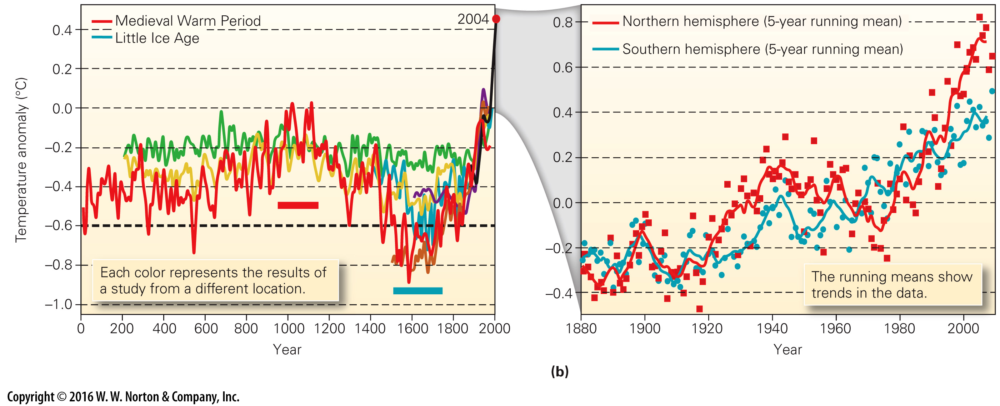 Medieval Warm Period
Little Ice Age
2004
0.4
0.2
0.0
–0.2
–0.4
–0.6
–0.8
–1.0
Temperature anomaly (°C)
Each color represents the results of
a study from a different location.
0 200 400 600 800 1000 1200 1400 1600 1800 2000
Year
Northern hemisphere (5-year running mean)
Southern hemisphere (5-year running mean)
0.8
0.6
0.4
0.2
0.0
–0.2
–0.4
The running means show
trends in the data.
1880 1900 1920 1940 1960 1980 2000
Year
(b)
Copyright © 2016 W. W. Norton & Company, Inc.